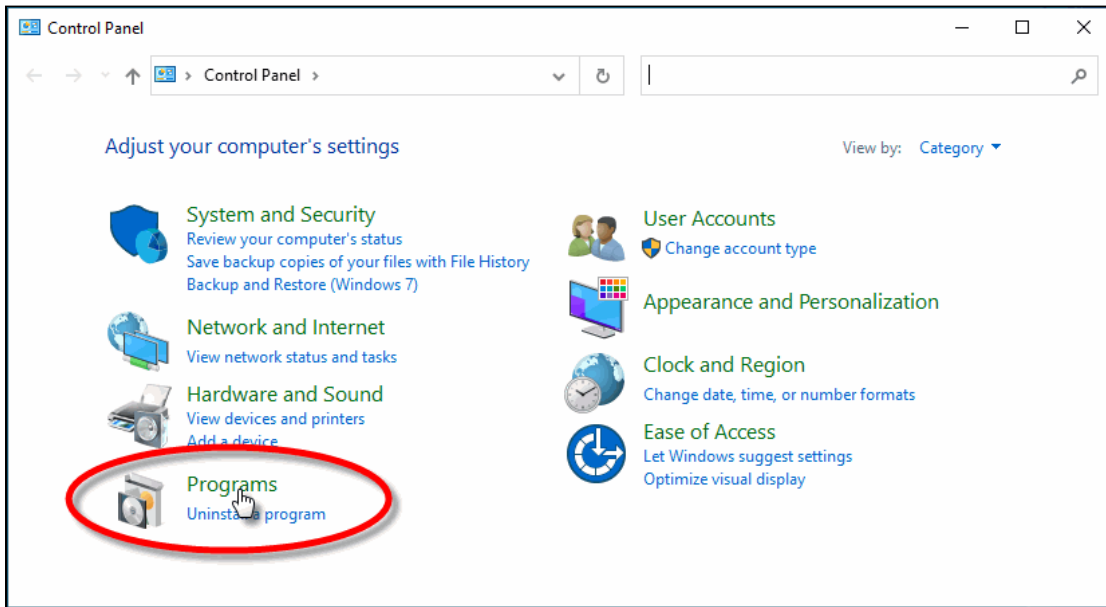 Control Panel
Control Panel
Adjust your computer's settings
View by: Category
System and Security
Review your computer's status
Save backup copies of your files with File History
Backup and Restore (Windows 7)
Network and Internet
View network status and tasks
Hardware and Sound
View devices and printers
Add a device
Programs
Uninstall a program
User Accounts
Change account type
Appearance and Personalization
Clock and Region
Change date, time, or number formats
Ease of Access
Let Windows suggest settings
Optimize visual display